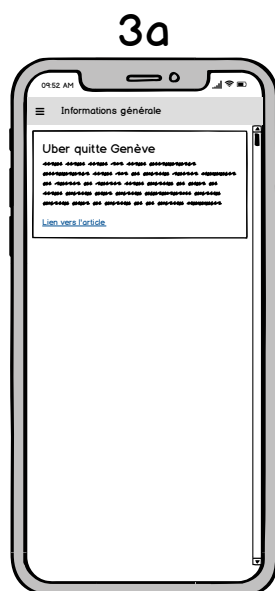 3a
09:52 AM
Informations générale
Uber quitte Genève
Lien vers l'article